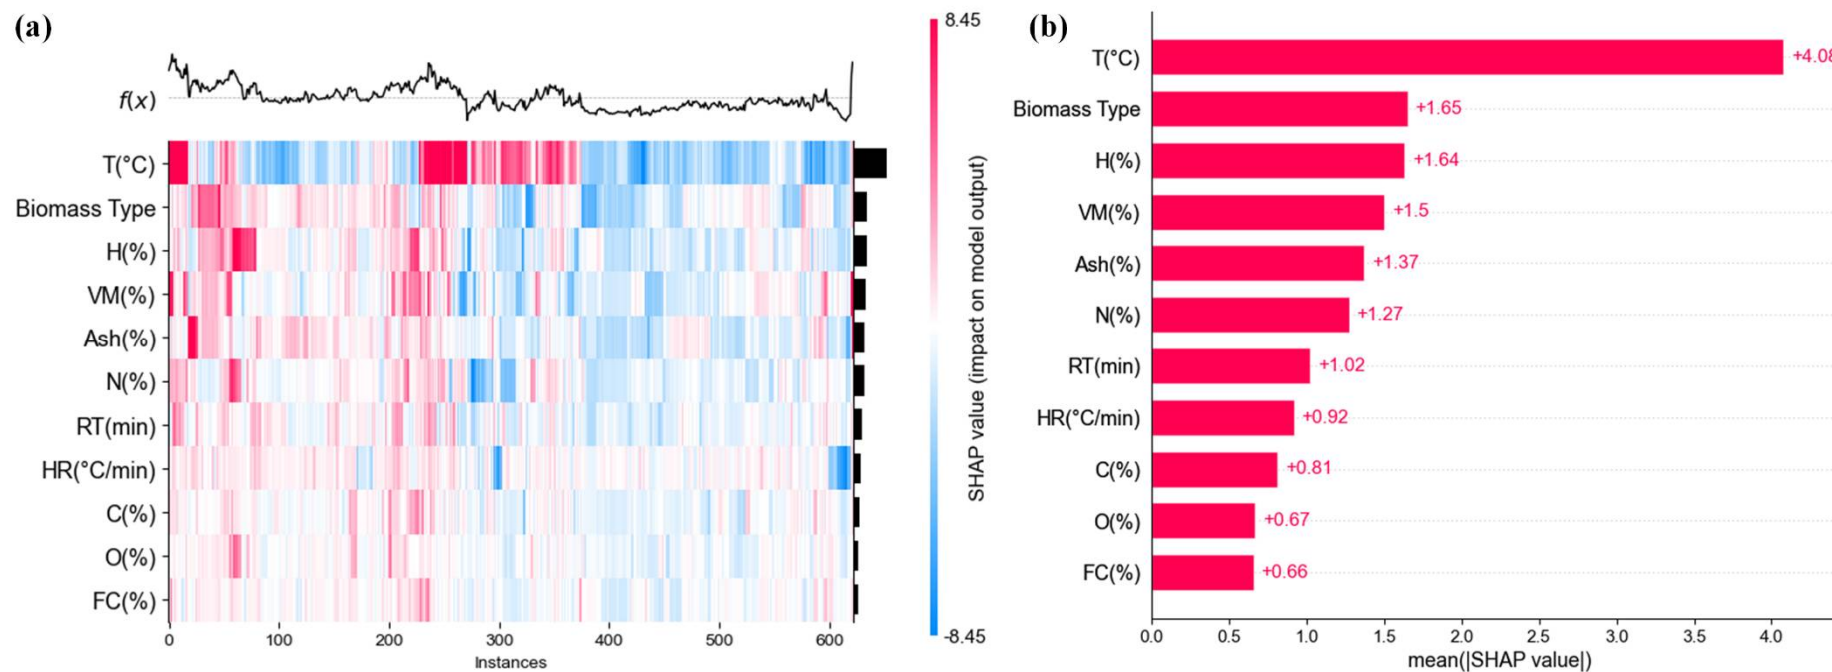 (a)
f(x)
T(°C)
Biomass Type
H(%)
VM(%)
Ash(%)
N(%)
RT(min)
HR(°C/min)
C(%)
O(%)
FC(%)
0 100 200 300 400 500 600
Instances
8.45
SHAP value (impact on model output)
-8.45
(b)
T(°C) +4.08
Biomass Type +1.65
H(%) +1.64
VM(%) +1.5
Ash(%) +1.37
N(%) +1.27
RT(min) +1.02
HR(°C/min) +0.92
C(%) +0.81
O(%) +0.67
FC(%) +0.66
0.0 0.5 1.0 1.5 2.0 2.5 3.0 3.5 4.0
mean(|SHAP value|)